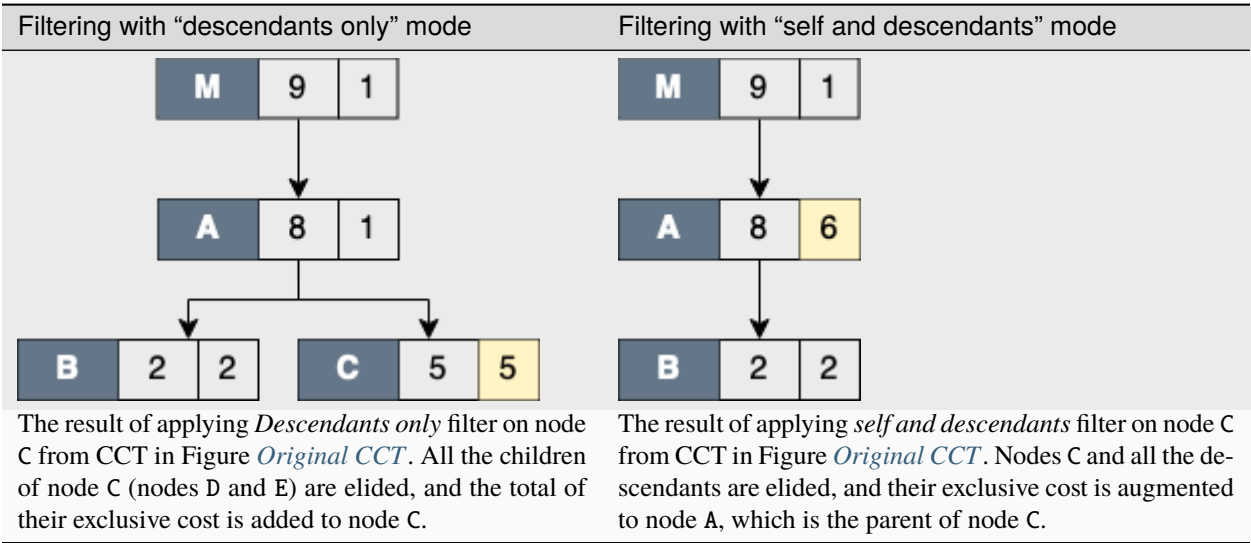 Filtering with “descendants only” mode
M 9 1
A 8 1
B 2 2 C 5 5
The result of applying Descendants only filter on node
C from CCT in Figure Original CCT. All the children
of node C (nodes D and E) are elided, and the total of
their exclusive cost is added to node C.
Filtering with “self and descendants” mode
M 9 1
A 8 6
B 2 2
The result of applying self and descendants filter on node C
from CCT in Figure Original CCT. Nodes C and all the de-
scendants are elided, and their exclusive cost is augmented
to node A, which is the parent of node C.